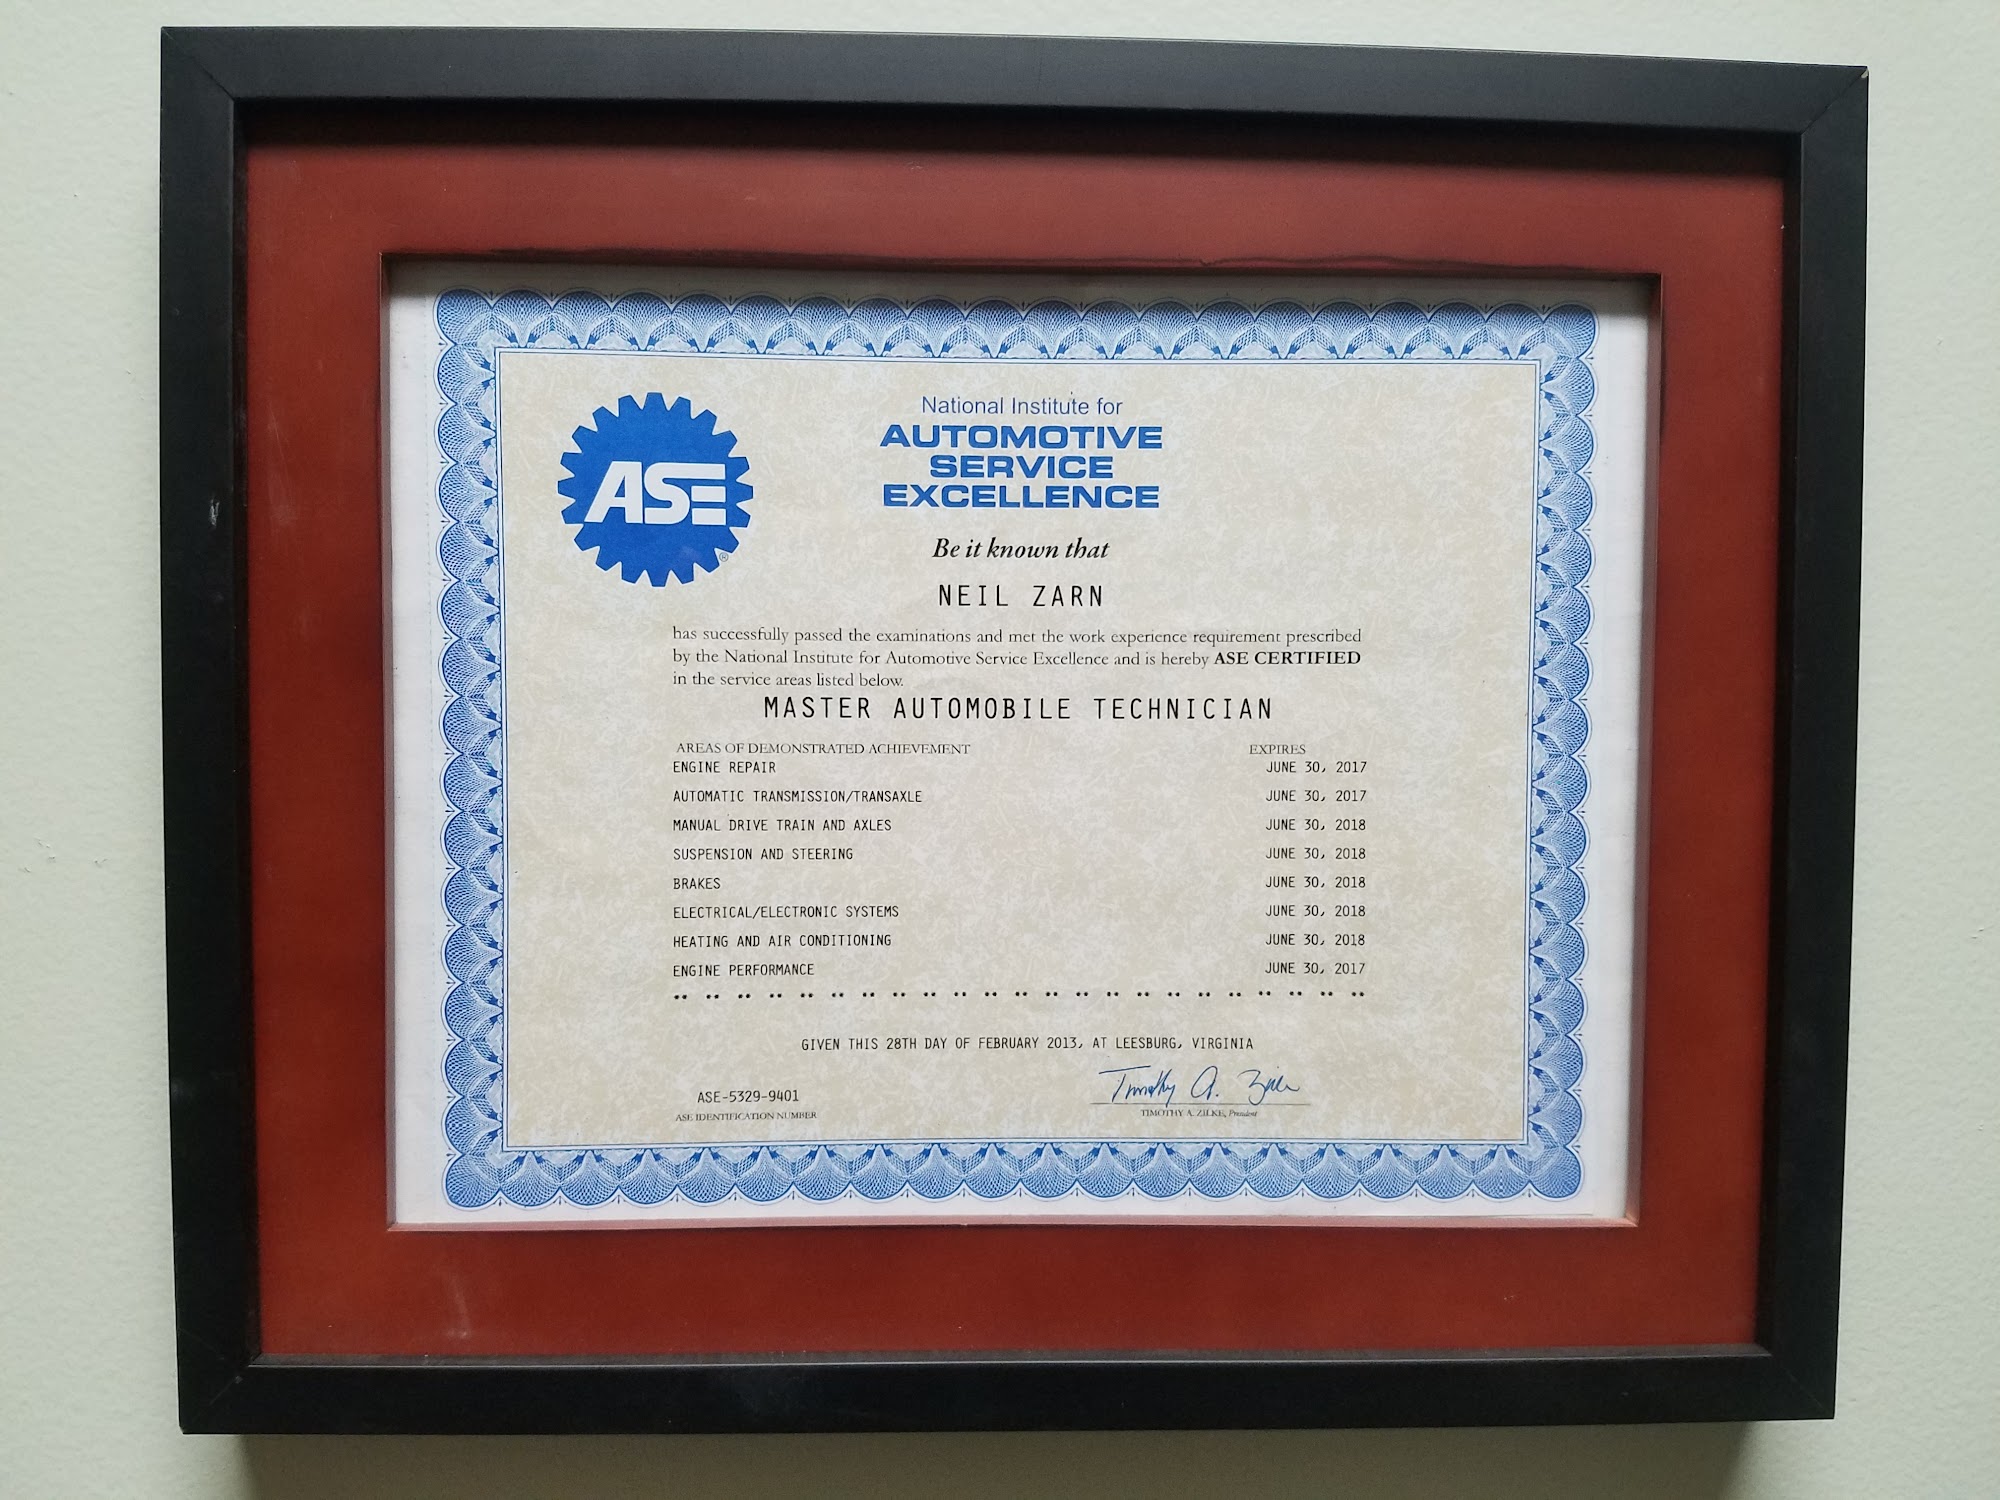 ASE
National Institute for
AUTOMOTIVE
SERVICE
EXCELLENCE
Be it known that
NEIL ZARN
has successfully passed the examinations and met the work experience requirement prescribed
by the National Institute for Automotive Service Excellence and is hereby ASE CERTIFIED
in the service areas listed below.
MASTER AUTOMOBILE TECHNICIAN
AREAS OF DEMONSTRATED ACHIEVEMENT EXPIRES
ENGINE REPAIR JUNE 30, 2017
AUTOMATIC TRANSMISSION/TRANSAXLE JUNE 30, 2017
MANUAL DRIVE TRAIN AND AXLES JUNE 30, 2018
SUSPENSION AND STEERING JUNE 30, 2018
BRAKES JUNE 30, 2018
ELECTRICAL/ELECTRONIC SYSTEMS JUNE 30, 2018
HEATING AND AIR CONDITIONING JUNE 30, 2018
ENGINE PERFORMANCE JUNE 30, 2017
** ** ** ** ** ** ** ** ** ** ** ** ** ** ** ** ** ** ** ** ** ** **
GIVEN THIS 28TH DAY OF FEBRUARY 2013, AT LEESBURG, VIRGINIA
ASE-5329-9401 Timothy A. Zilke
ASE IDENTIFICATION NUMBER TIMOTHY A. ZILKE, President